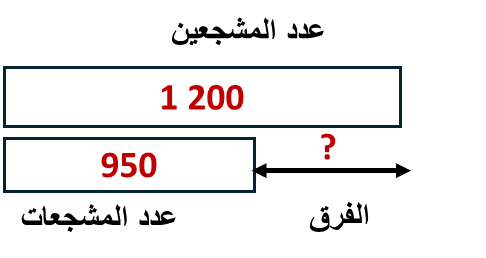 عدد المشجعين
1 200
950
?
عدد المشجعات
الفرق